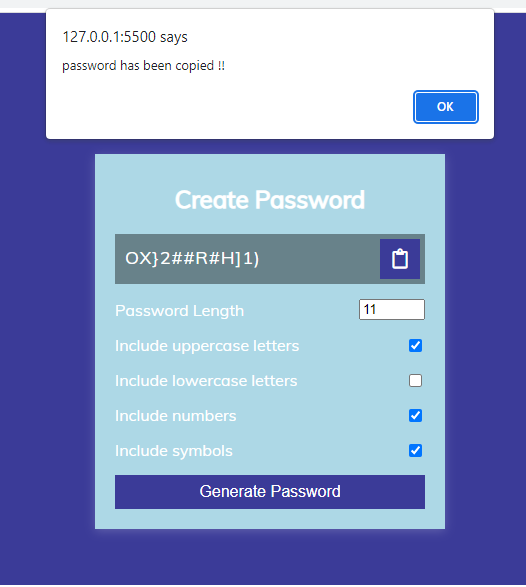 127.0.0.1:5500 says
password has been copied !!
OK
Create Password
OX}2##R#H]1)
Password Length 11
Include uppercase letters
Include lowercase letters
Include numbers
Include symbols
Generate Password